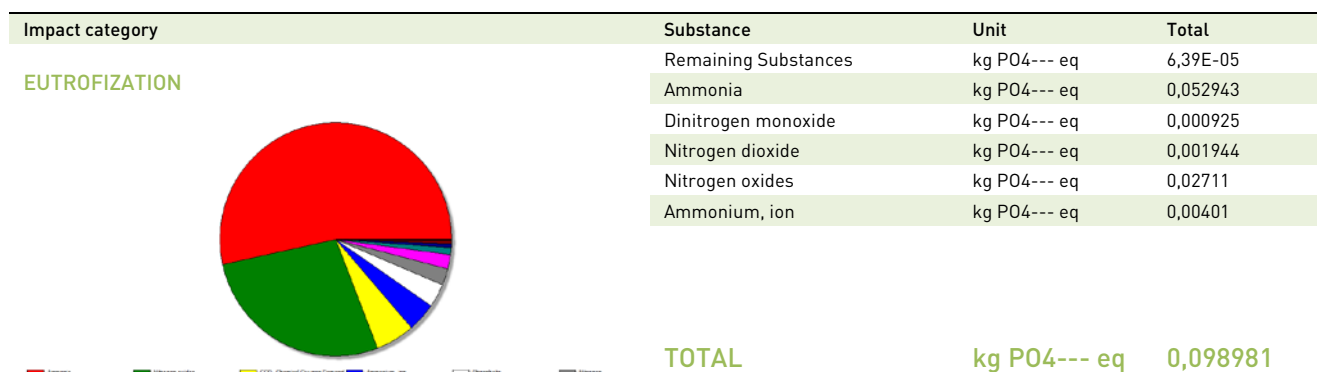 Impact category Substance Unit Total
EUTROFIZATION
Remaining Substances kg PO4--- eq 6,39E-05
Ammonia kg PO4--- eq 0,052943
Dinitrogen monoxide kg PO4--- eq 0,000925
Nitrogen dioxide kg PO4--- eq 0,001944
Nitrogen oxides kg PO4--- eq 0,02711
Ammonium, ion kg PO4--- eq 0,00401
TOTAL kg PO4--- eq 0,098981